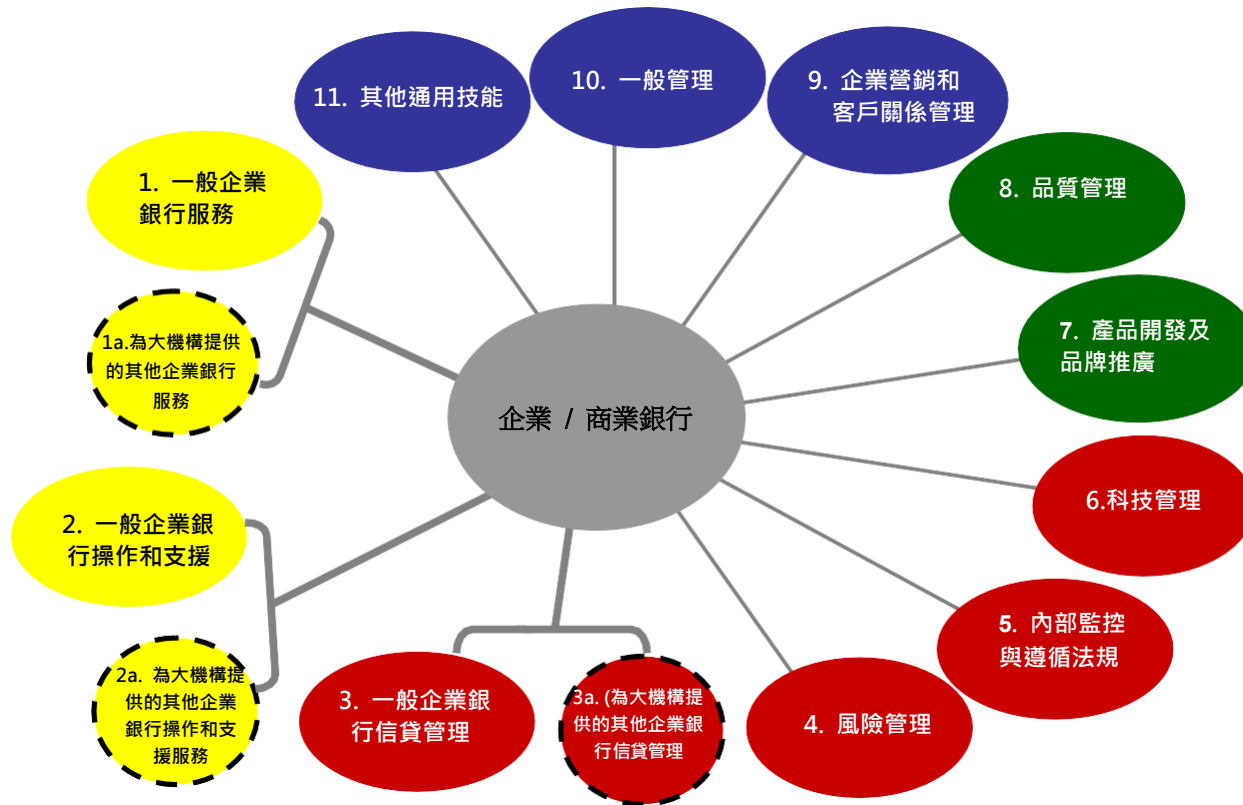 11. 其他通用技能
10. 一般管理
9. 企業營銷和
客戶關係管理
1. 一般企業
銀行服務
8. 品質管理
1a.為大機構提供
的其他企業銀行
服務
7. 產品開發及
品牌推廣
企業 / 商業銀行
2. 一般企業銀
行操作和支援
6.科技管理
5. 內部監控
與遵循法規
2a. 為大機構提
供的其他企業
銀行操作和支
援服務
3. 一般企業銀
行信貸管理
3a. (為大機構提
供的其他企業銀
行信貸管理
4. 風險管理